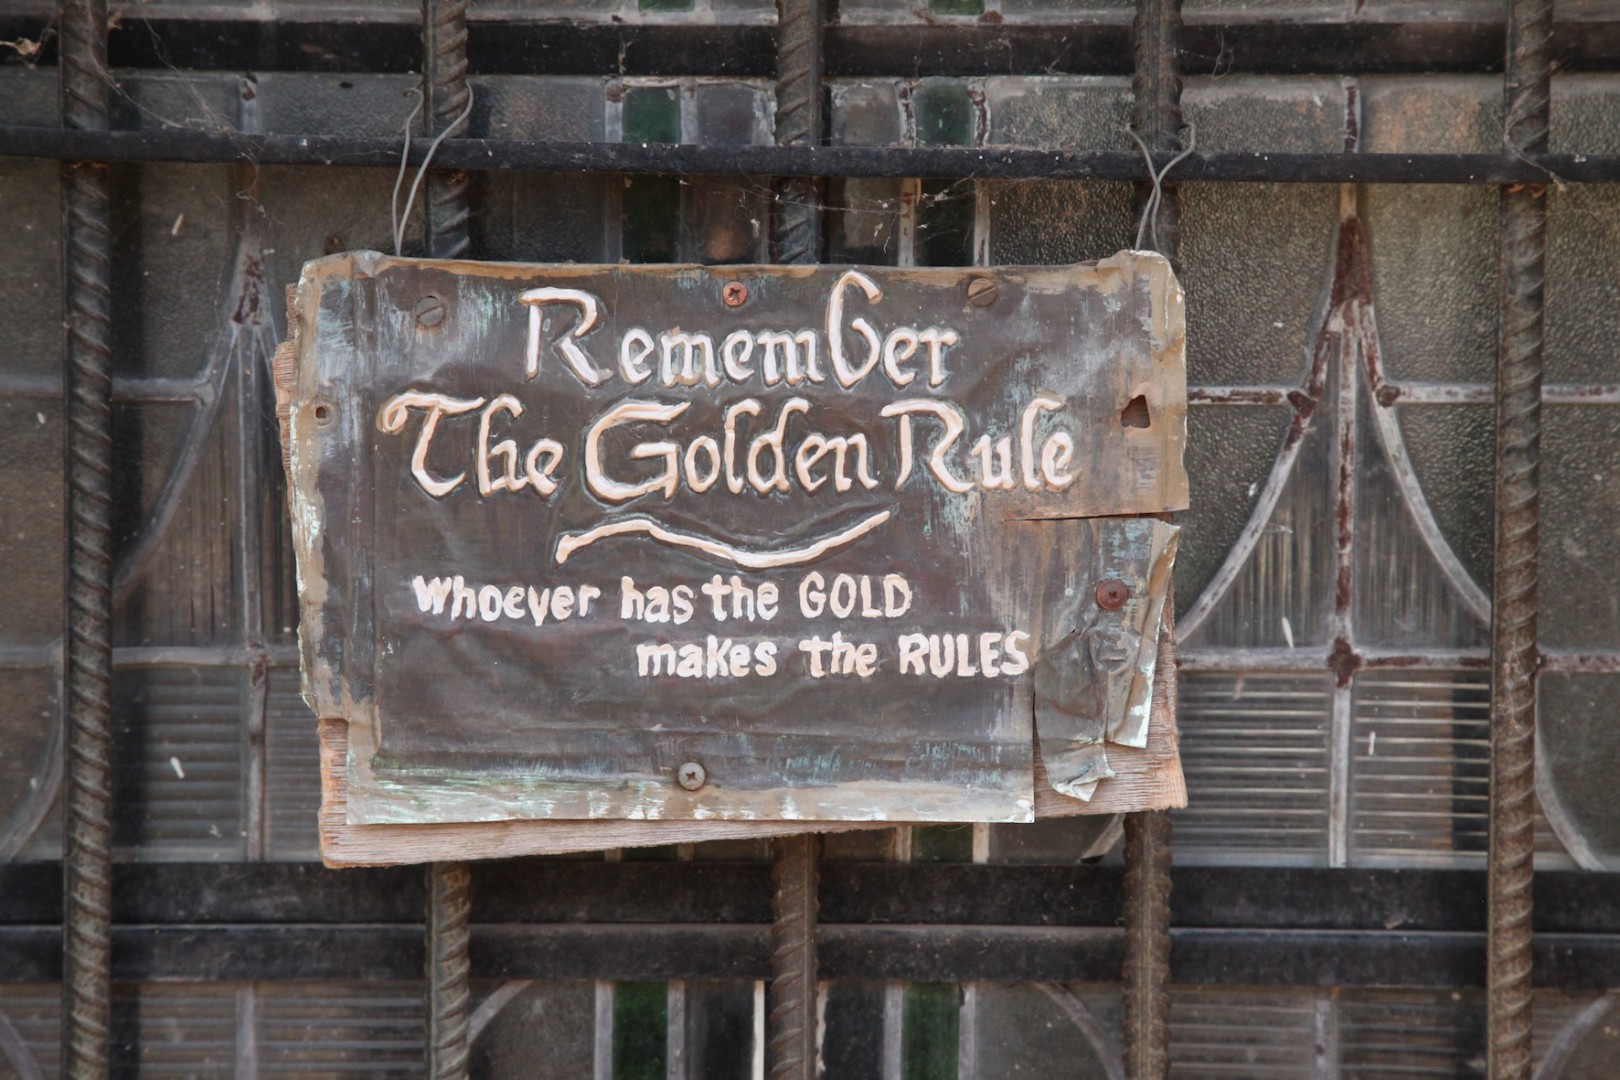 Remember
The Golden Rule
Whoever has the GOLD
makes the RULES